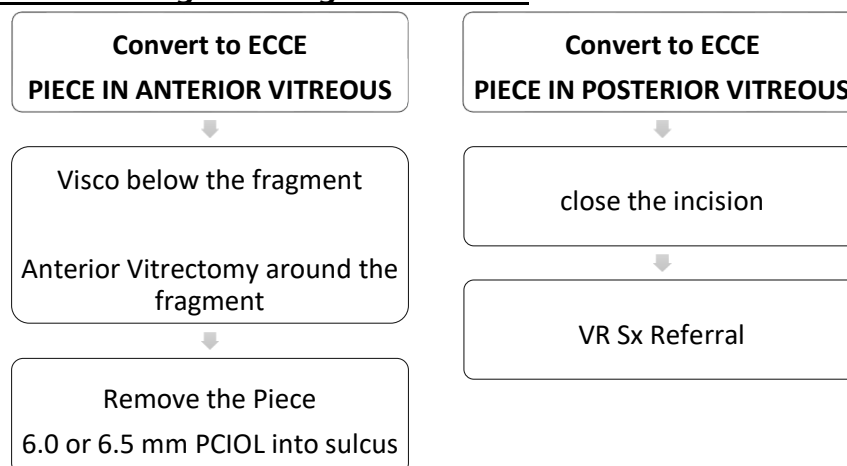 Convert to ECCE
PIECE IN ANTERIOR VITREOUS
Visco below the fragment
Anterior Vitrectomy around the
fragment
Remove the Piece
6.0 or 6.5 mm PCIOL into sulcus
Convert to ECCE
PIECE IN POSTERIOR VITREOUS
close the incision
VR Sx Referral